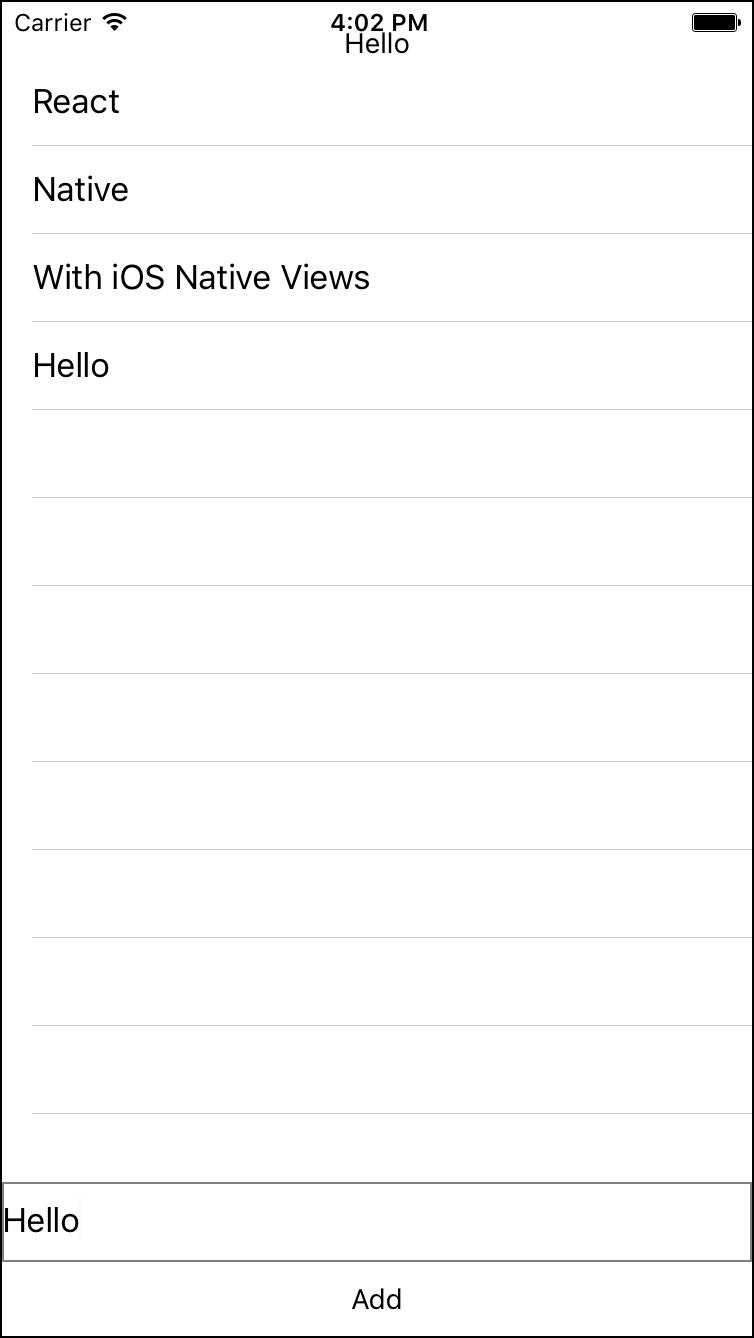 Carrier 4:02 PM
Hello
React
Native
With iOS Native Views
Hello
Hello
Add